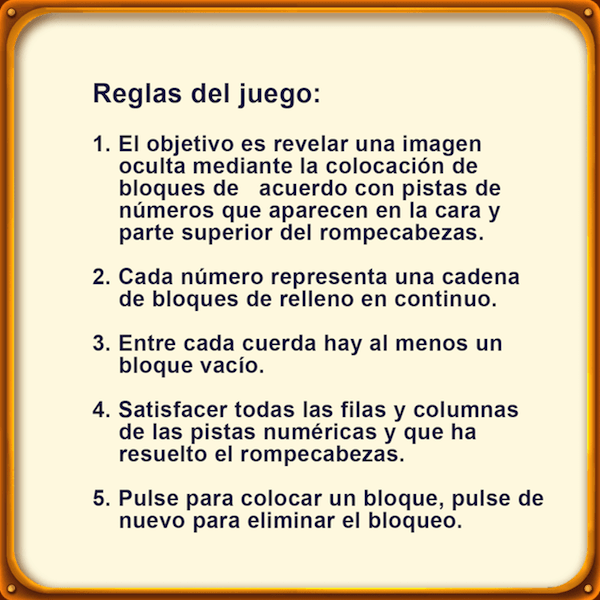 Reglas del juego:
1. El objetivo es revelar una imagen
oculta mediante la colocación de
bloques de acuerdo con pistas de
números que aparecen en la cara y
parte superior del rompecabezas.
2. Cada número representa una cadena
de bloques de relleno en continuo.
3. Entre cada cuerda hay al menos un
bloque vacío.
4. Satisfacer todas las filas y columnas
de las pistas numéricas y que ha
resuelto el rompecabezas.
5. Pulse para colocar un bloque, pulse de
nuevo para eliminar el bloqueo.